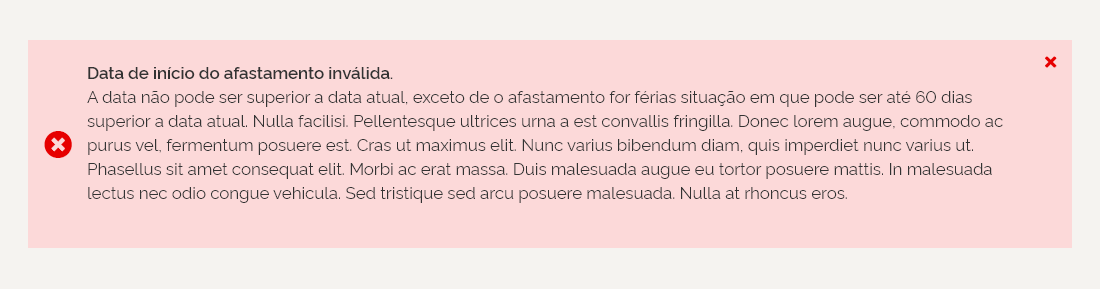 Data de início do afastamento inválida.
A data não pode ser superior a data atual, exceto de o afastamento for férias situação em que pode ser até 60 dias
superior a data atual. Nulla facilisi. Pellentesque ultrices urna a est convallis fringilla. Donec lorem augue, commodo ac
purus vel, fermentum posuere est. Cras ut maximus elit. Nunc varius bibendum diam, quis imperdiet nunc varius ut.
Phasellus sit amet consequat elit. Morbi ac erat massa. Duis malesuada augue eu tortor posuere mattis. In malesuada
lectus nec odio congue vehicula. Sed tristique sed arcu posuere malesuada. Nulla at rhoncus eros.